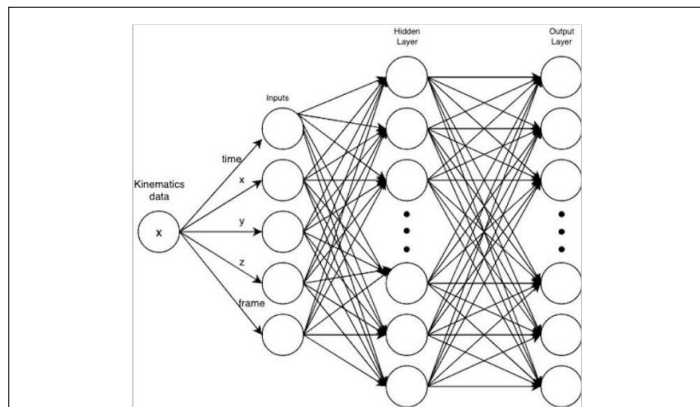 Hidden
Layer
Output
Layer
Inputs
time
Kinematics
data
x
x
y
z
frame